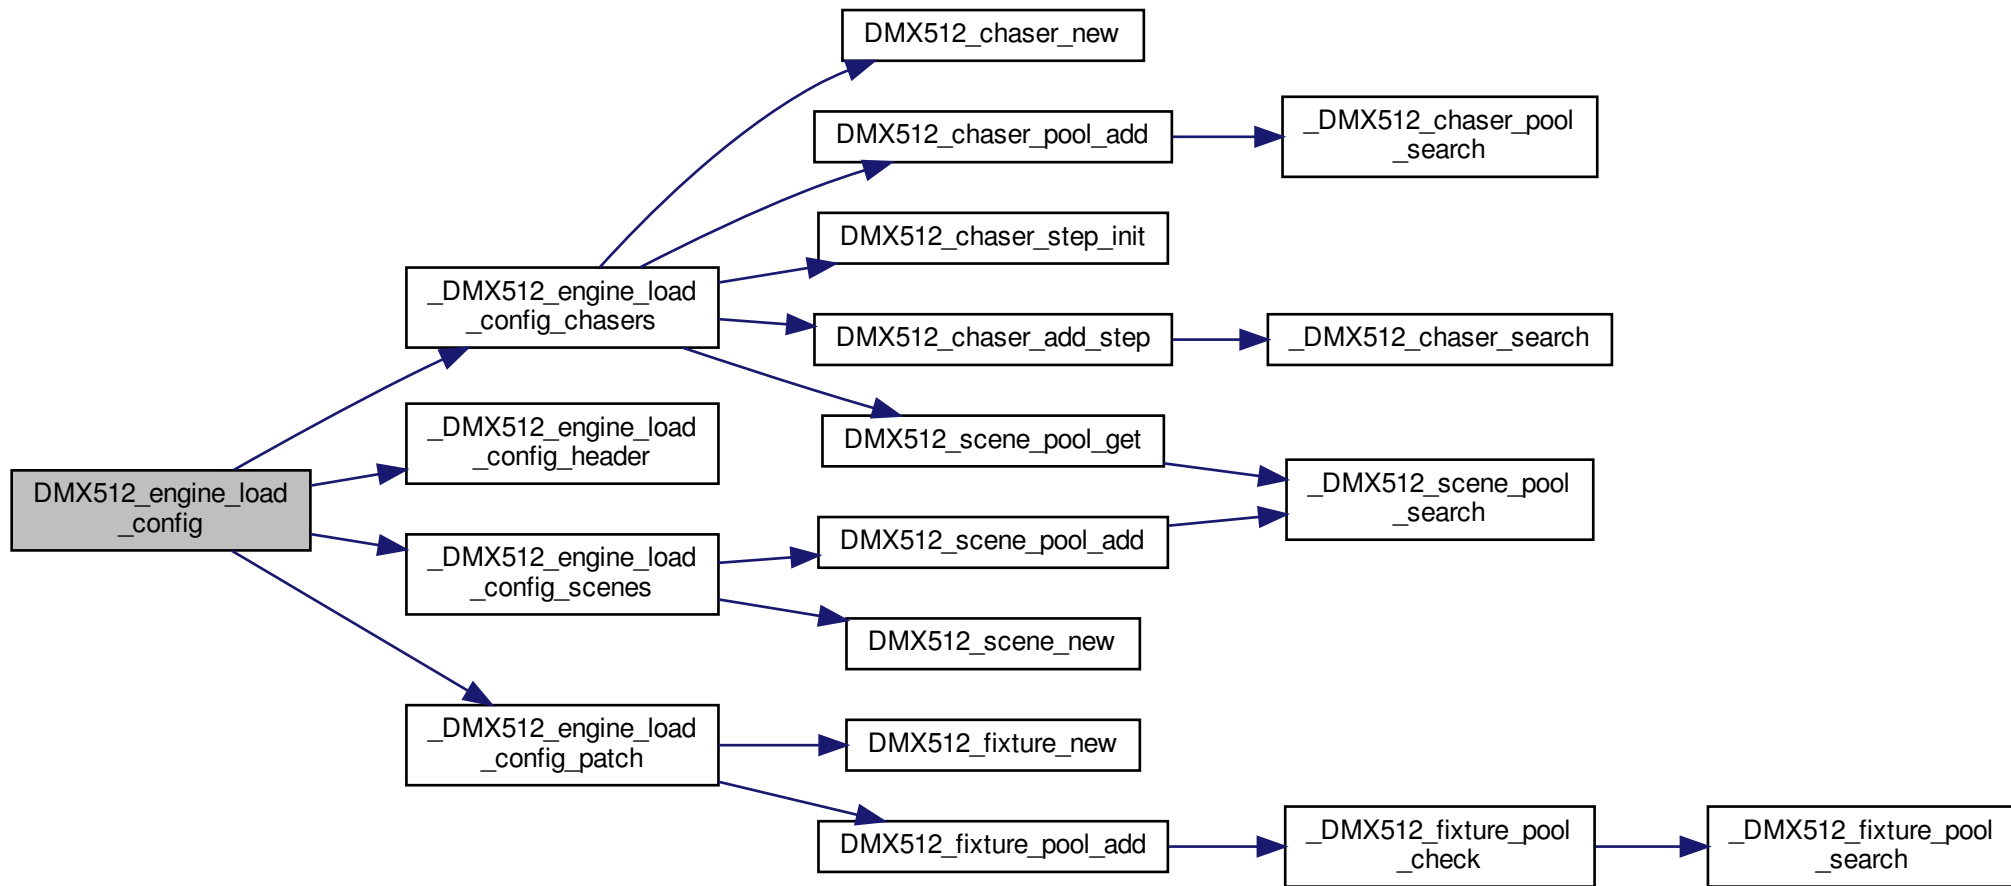 DMX512_chaser_new
DMX512_chaser_pool_add
_DMX512_chaser_pool
_search
DMX512_chaser_step_init
_DMX512_engine_load
_config_chasers
DMX512_chaser_add_step
_DMX512_chaser_search
_DMX512_engine_load
_config_header
DMX512_scene_pool_get
DMX512_engine_load
_config
_DMX512_scene_pool
_search
_DMX512_engine_load
_config_scenes
DMX512_scene_pool_add
DMX512_scene_new
_DMX512_engine_load
_config_patch
DMX512_fixture_new
DMX512_fixture_pool_add
_DMX512_fixture_pool
_check
_DMX512_fixture_pool
_search